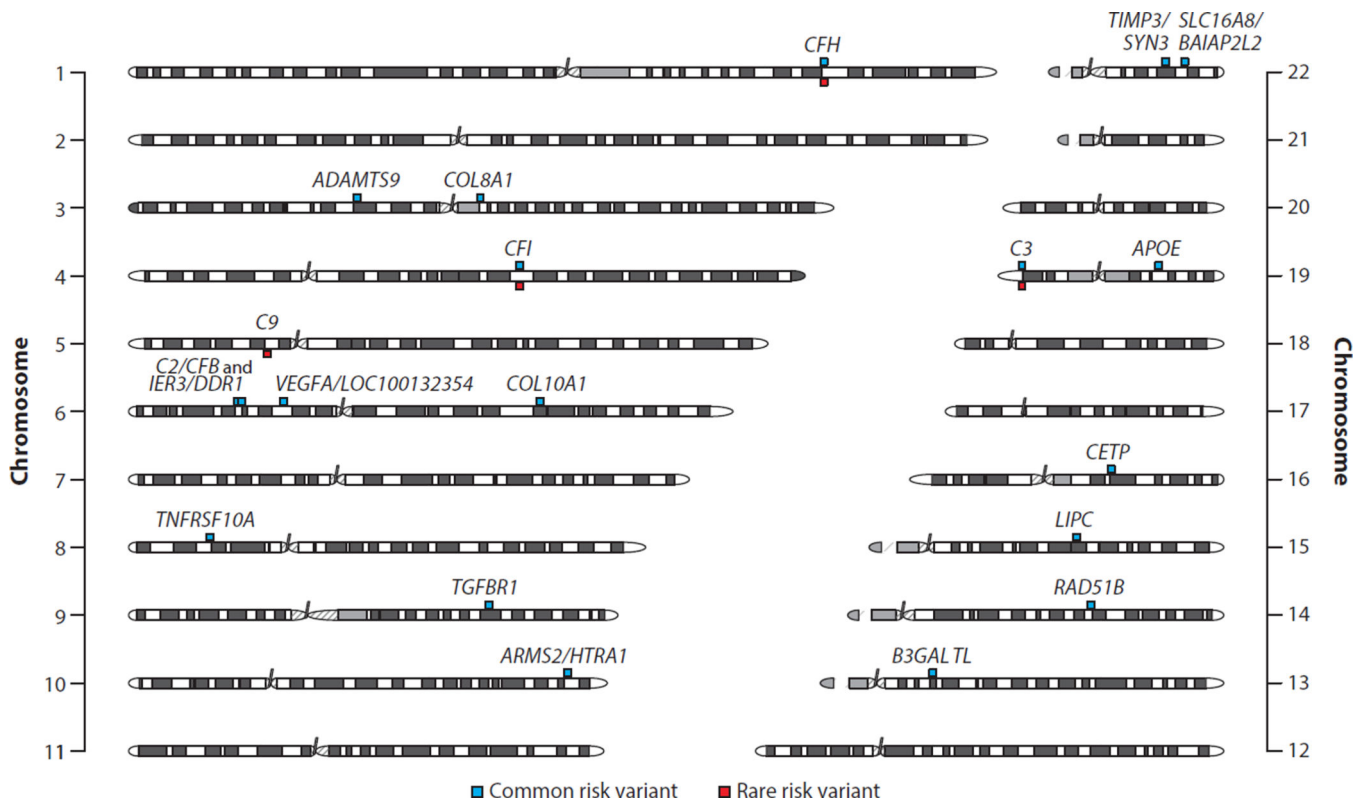 TIMP3/ SLC16A8/
CFH SYN3 BAIAP2L2
1 22
2 21
ADAMTS9 COL8A1
3 20
CFI C3 APOE
4 19
C9
5 18
C2/CFB and
IER3/DDR1 VEGFA/LOC100132354 COL10A1
6 17
CETP
7 16
TNFRSF10A LIPC
8 15
TGFBR1 RAD51B
9 14
ARMS2/HTRA1 B3GALTL
10 13
11 12
Chromosome
Chromosome
Common risk variant Rare risk variant